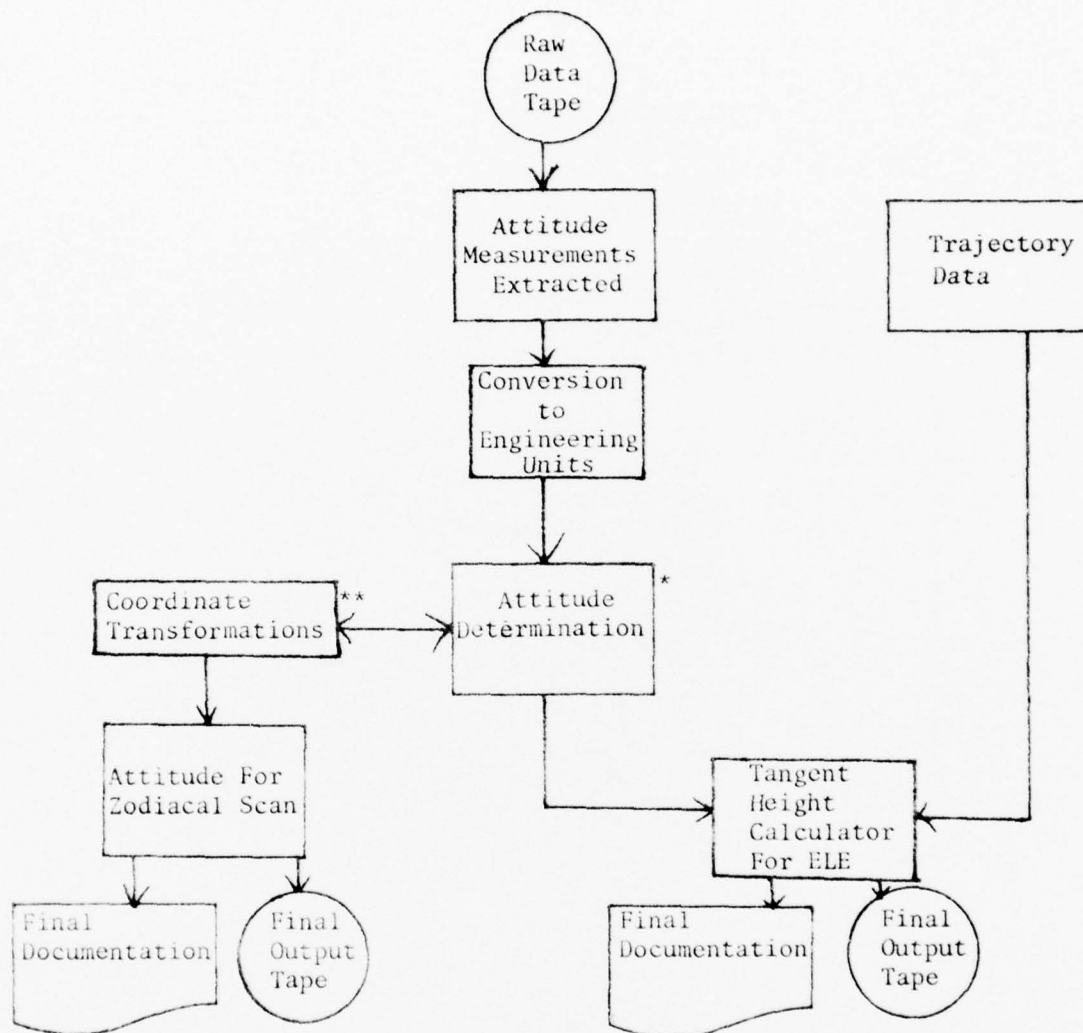 Raw
Data
Tape
Attitude
Measurements
Extracted
Trajectory
Data
Conversion
to
Engineering
Units
Attitude
Determination
*
Coordinate
Transformations
**
Attitude For
Zodiacal Scan
Tangent
Height
Calculator
For ELE
Final
Documentation
Final
Output
Tape
Final
Documentation
Final
Output
Tape